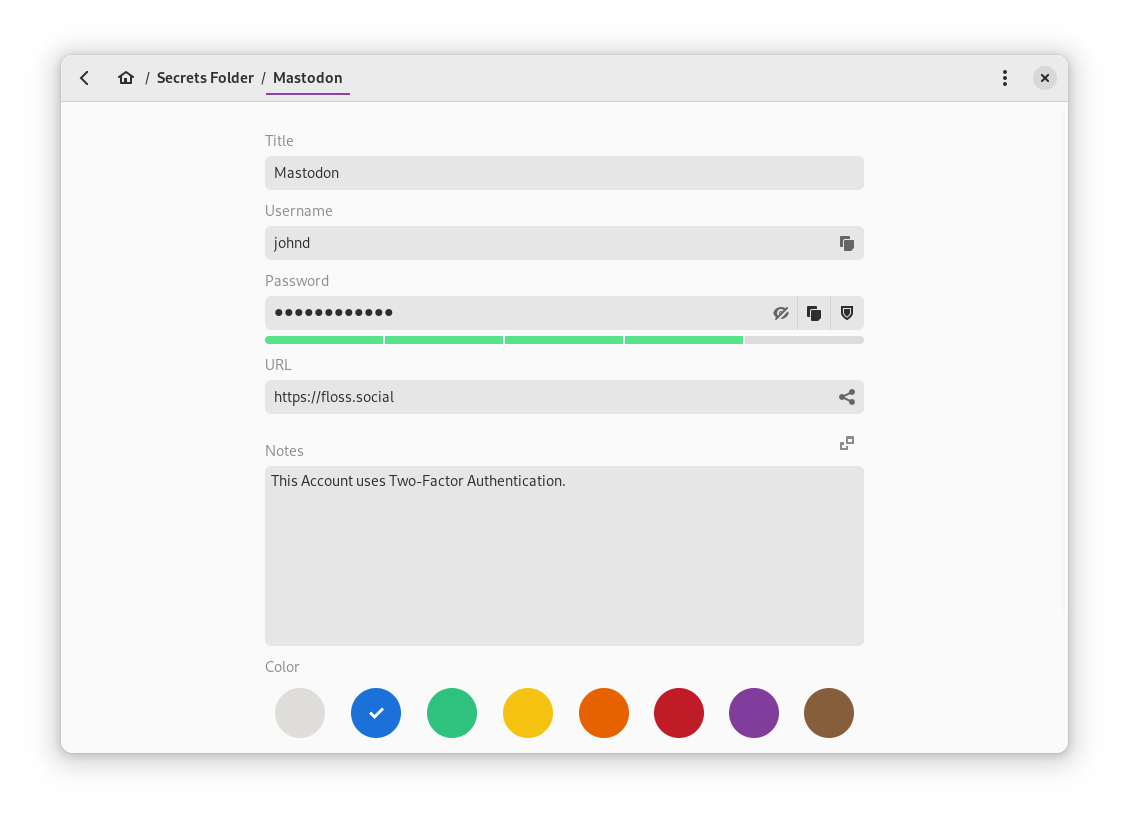 / Secrets Folder / Mastodon
Title
Mastodon
Username
johnd
Password
●●●●●●●●●●●●
URL
https://floss.social
Notes
This Account uses Two-Factor Authentication.
Color